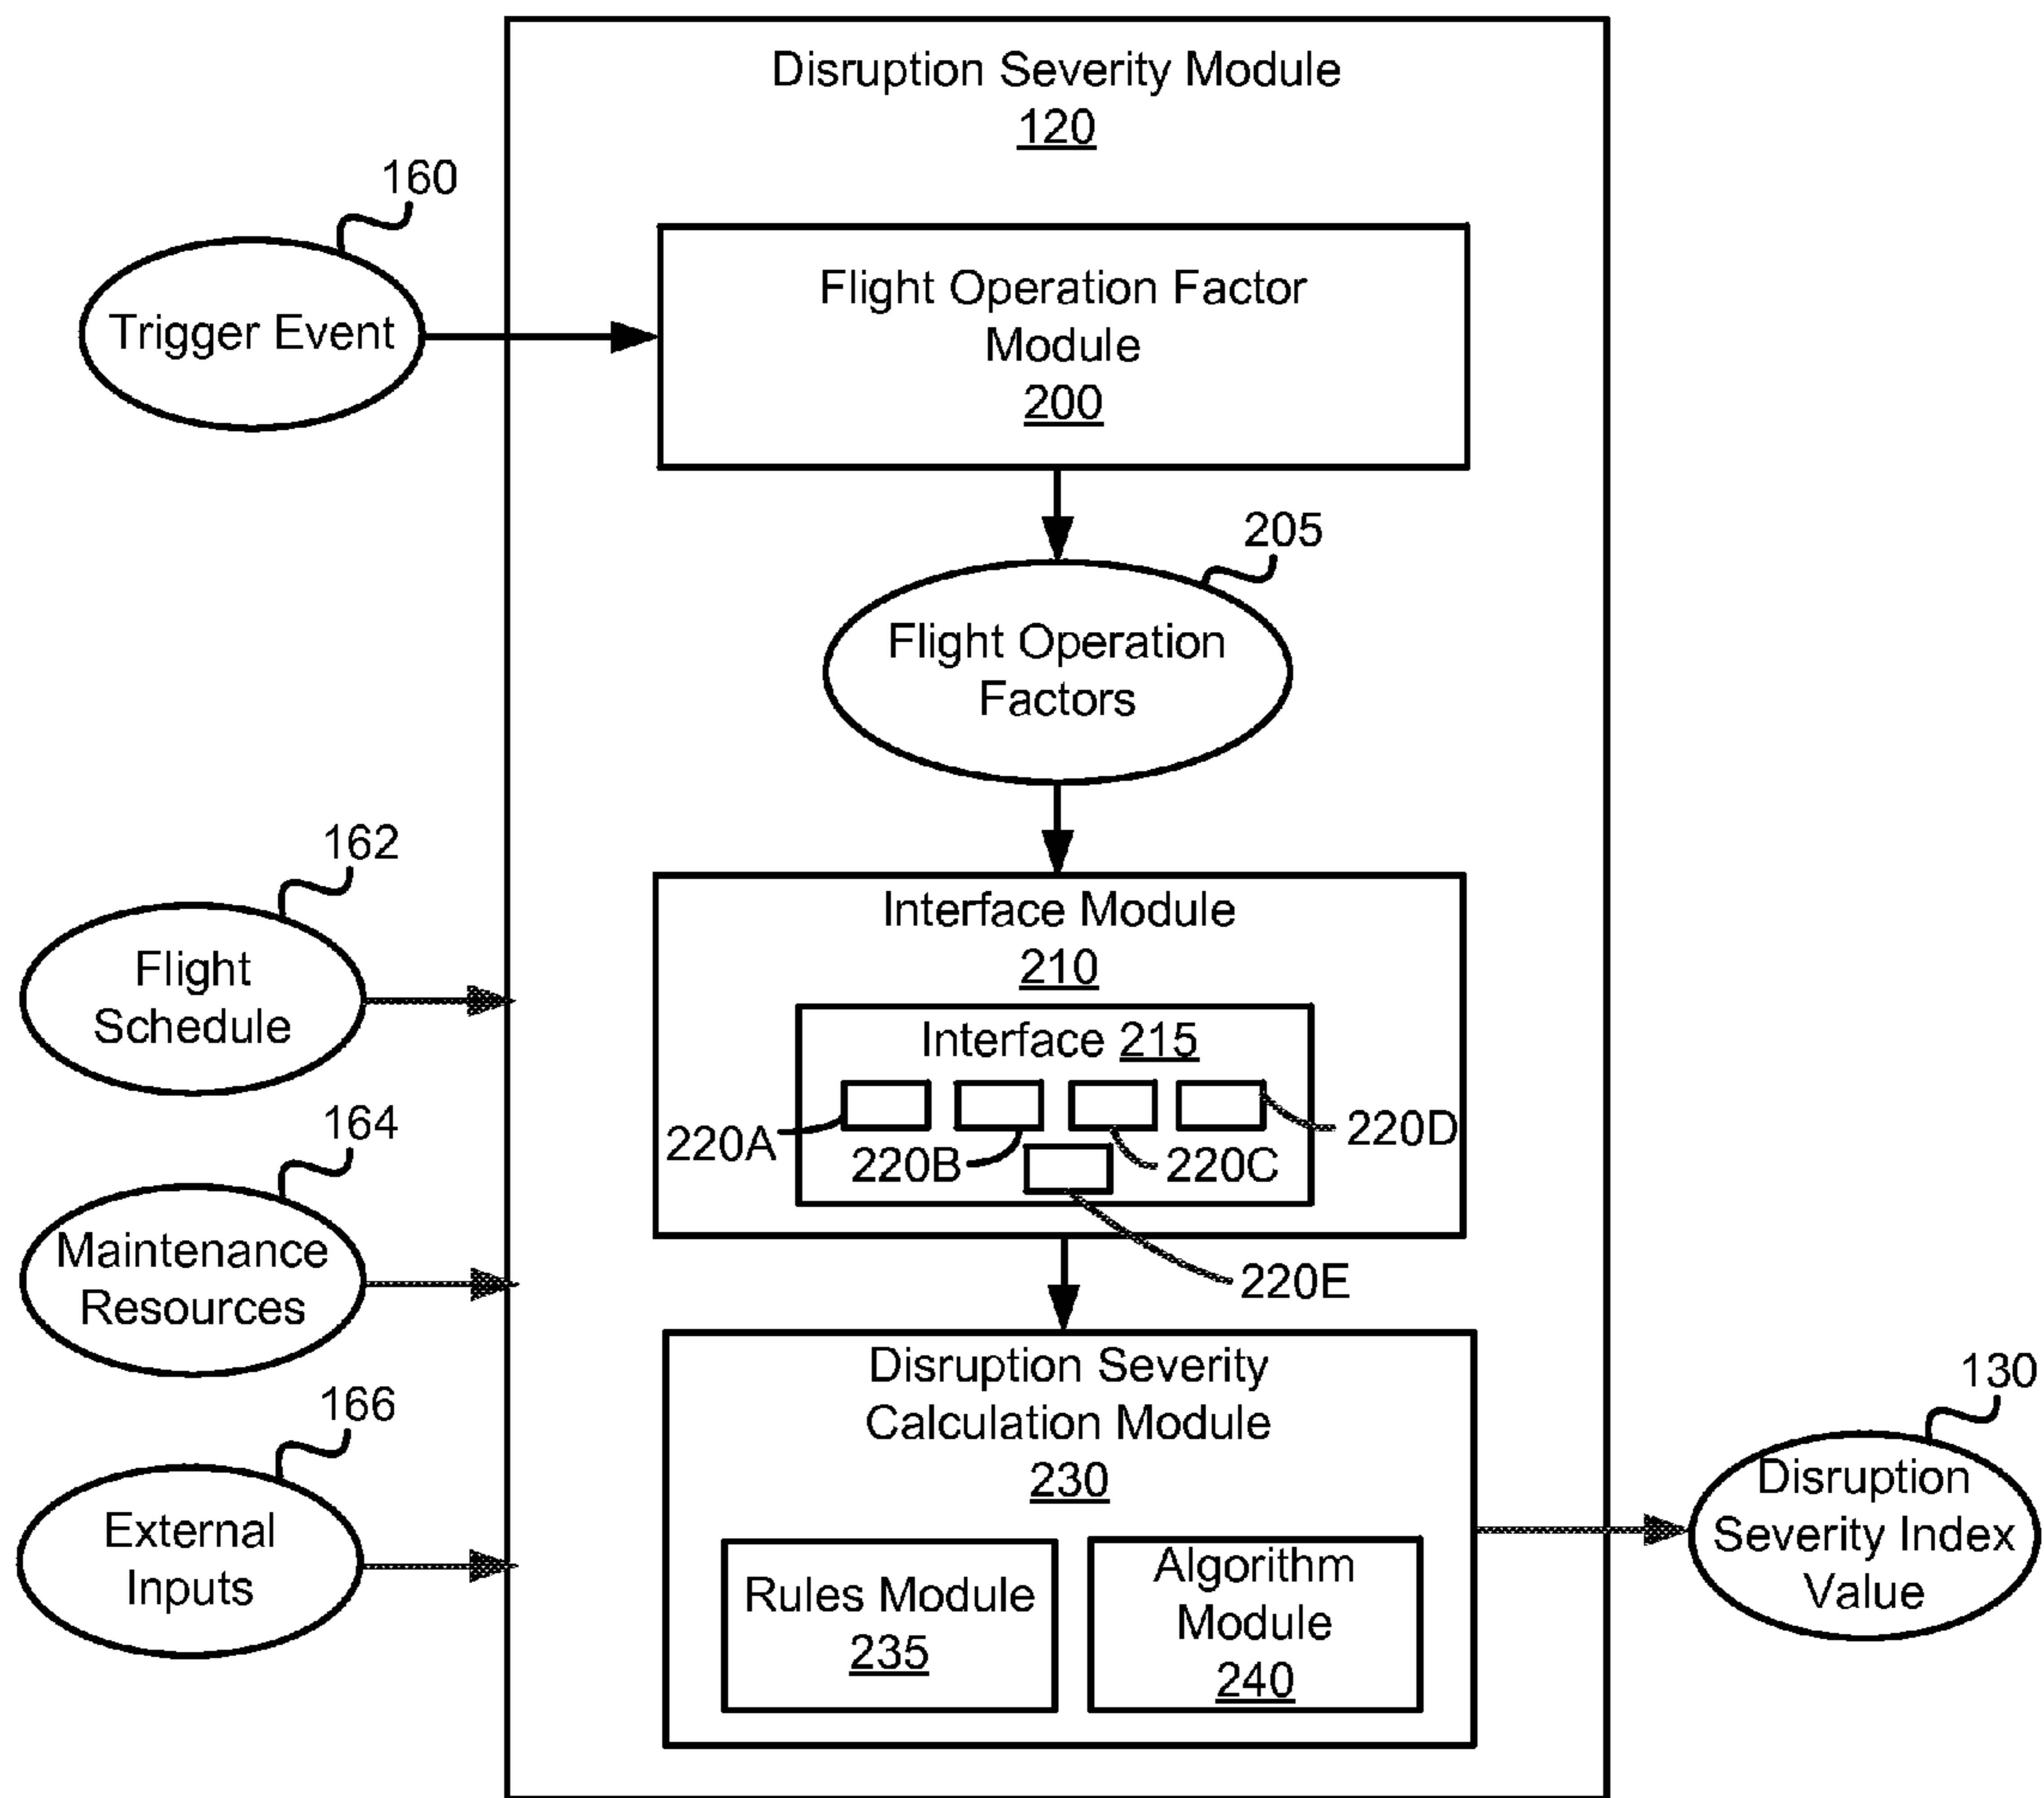 Disruption Severity Module
120
160
Trigger Event
Flight Operation Factor
Module
200
205
Flight Operation
Factors
162
Flight
Schedule
Interface Module
210
Interface 215
220A
220B
220C
220D
220E
164
Maintenance
Resources
166
External
Inputs
Disruption Severity
Calculation Module
230
Rules Module
235
Algorithm
Module
240
130
Disruption
Severity Index
Value